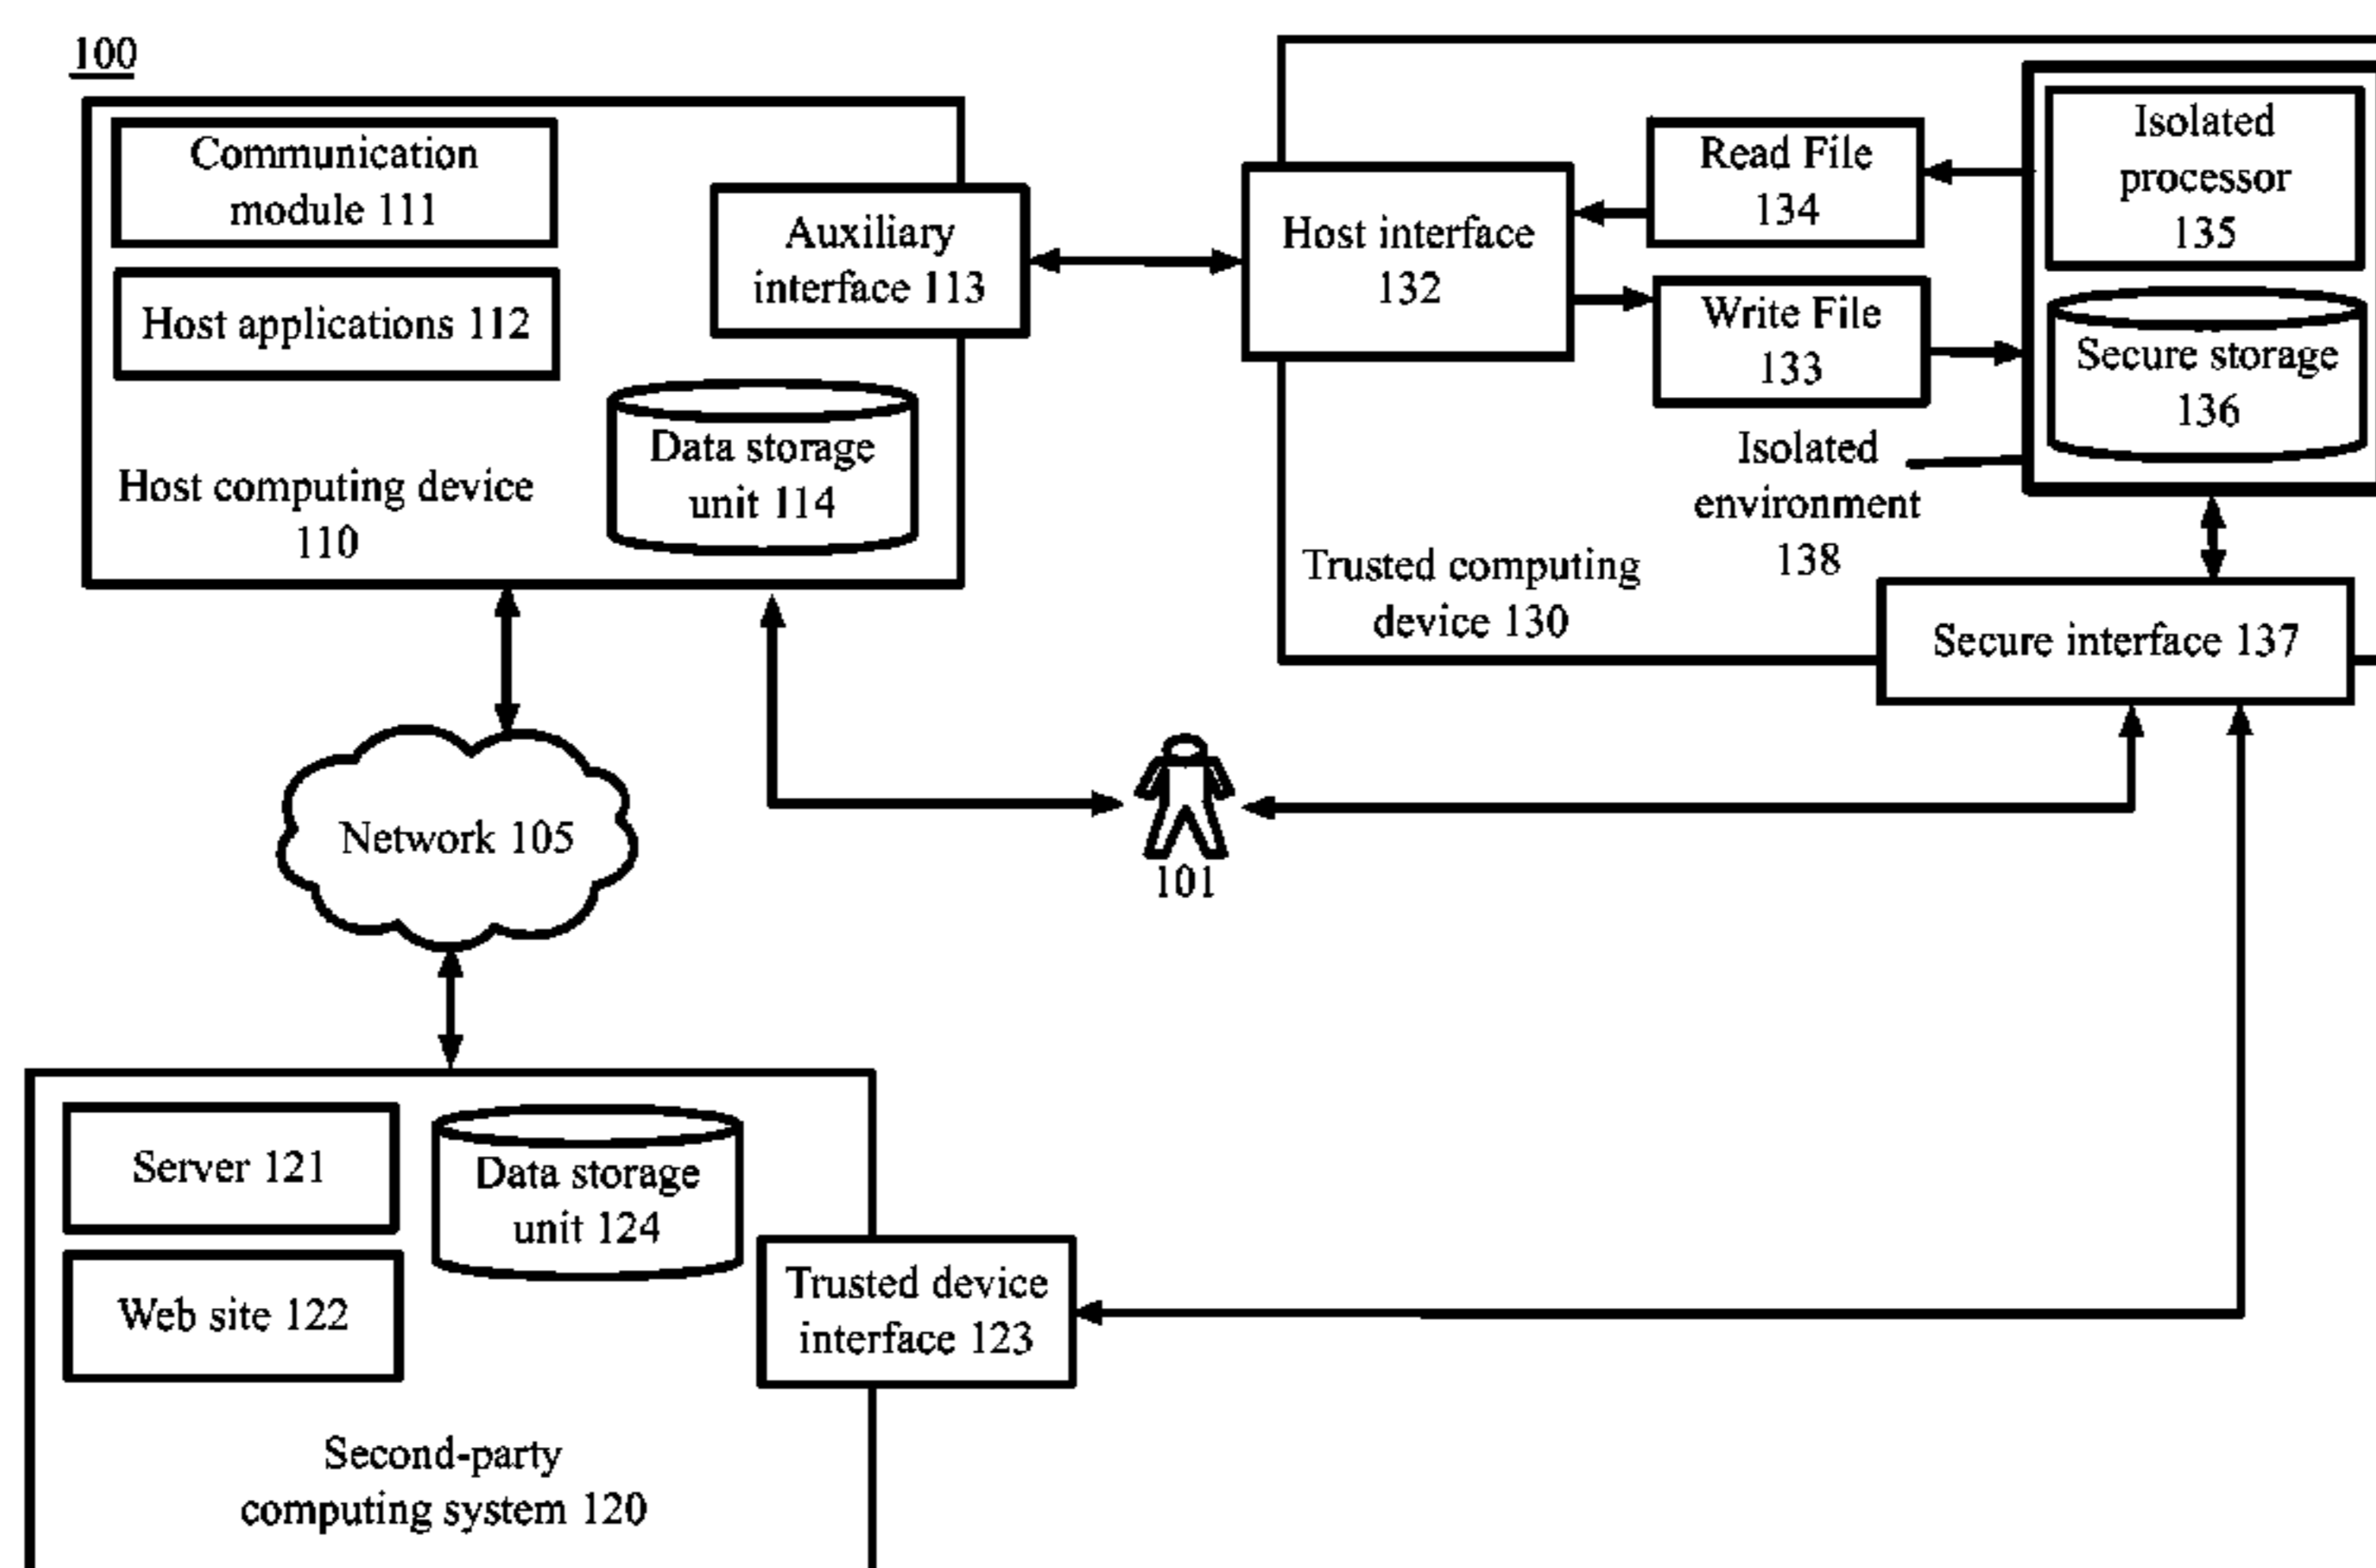 100
Communication
module 111
Host applications 112
Auxiliary
interface 113
Data storage
unit 114
Host computing device
110
Host interface
132
Read File
134
Write File
133
Isolated
processor
135
Secure storage
136
Isolated
environment
138
Trusted computing
device 130
Secure interface 137
Network 105
101
Server 121
Web site 122
Data storage
unit 124
Trusted device
interface 123
Second-party
computing system 120